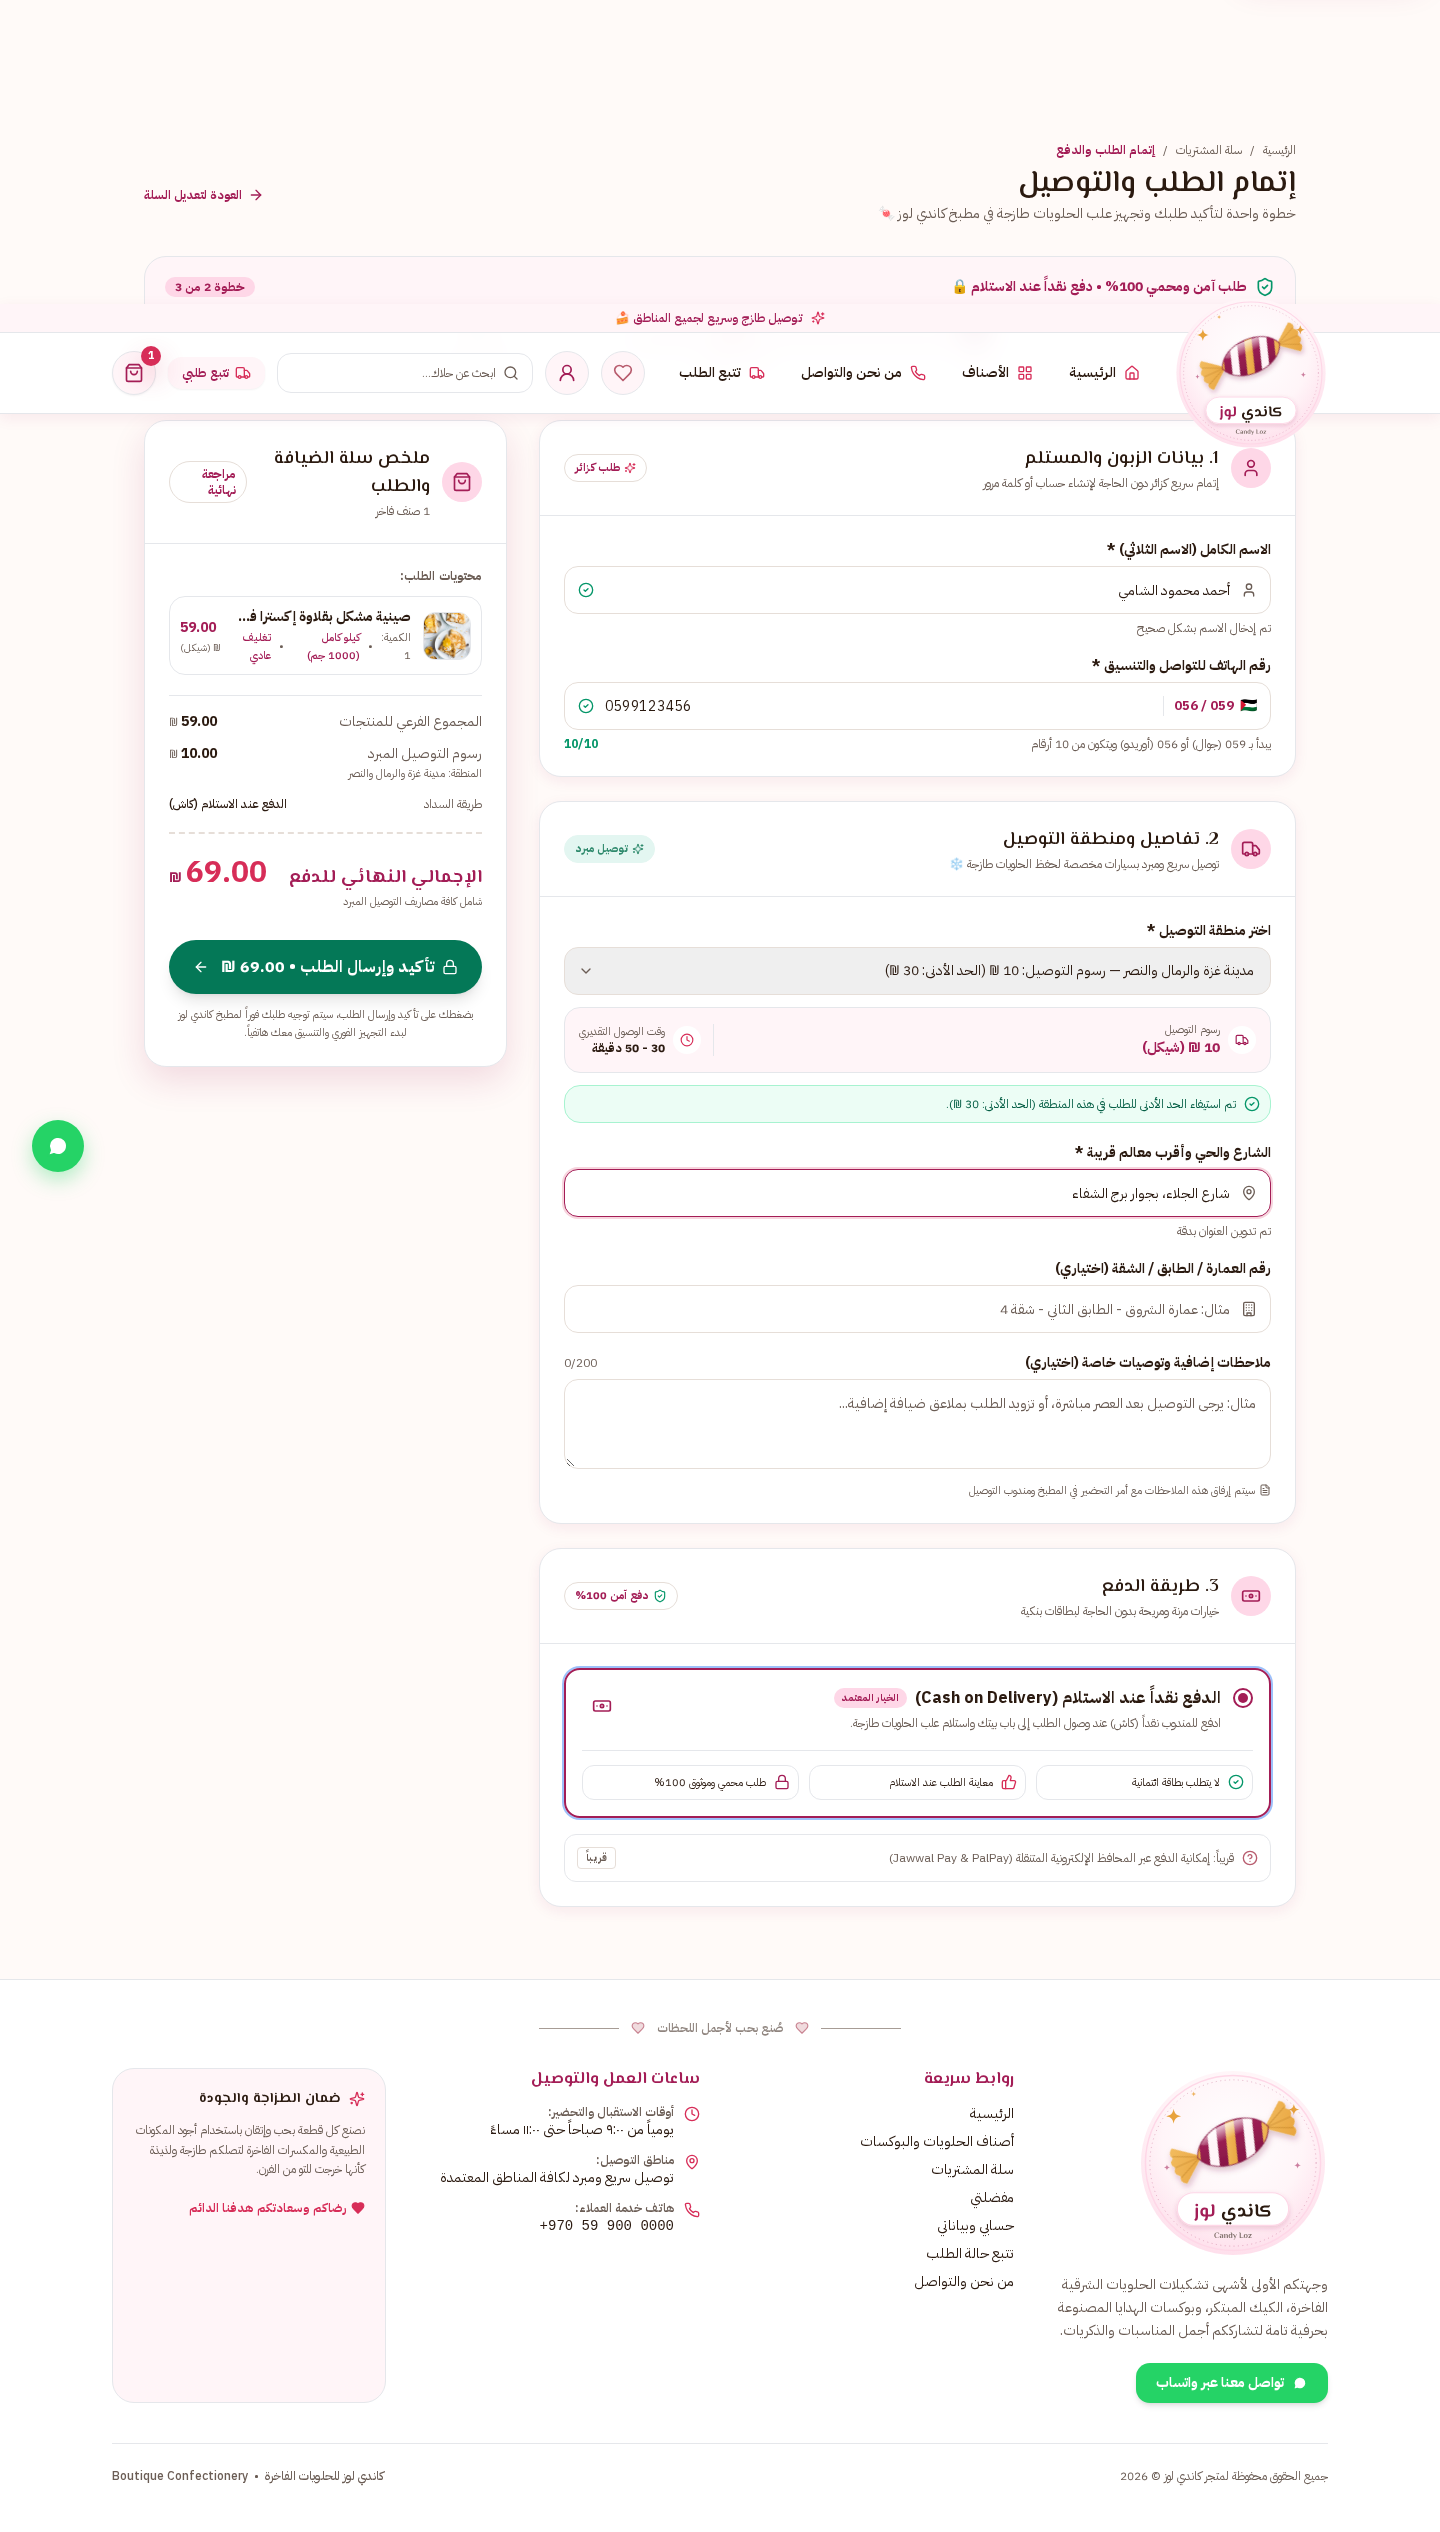 الرئيسية / سلة المشتريات / إتمام الطلب والدفع
إتمام الطلب والتوصيل
خطوة واحدة لتأكيد طلبك وتجهيز علب الحلويات طازجة في مطبخ كاندي لوز 🍬
العودة لتعديل السلة
طلب آمن ومحمي 100% • دفع نقداً عند الاستلام 🔒
خطوة 2 من 3
توصيل طازج وسريع لجميع المناطق 🍰
كاندي لوز
Candy Loz
الرئيسية
الأصناف
من نحن والتواصل
تتبع الطلب
ابحث عن حلاك...
تتبع طلبي
1
1. بيانات الزبون والمستلم
إتمام سريع كزائر دون الحاجة لإنشاء حساب أو كلمة مرور
طلب كزائر
الاسم الكامل (الاسم الثلاثي) *
أحمد محمود الشامي
تم إدخال الاسم بشكل صحيح
رقم الهاتف للتواصل والتنسيق *
🇵🇸 059 / 056
0599123456
يبدأ بـ 059 (جوال) أو 056 (أوريدو) ويتكون من 10 أرقام
10/10
2. تفاصيل ومنطقة التوصيل
توصيل سريع ومبرد بسيارات مخصصة لحفظ الحلويات طازجة ❄️
توصيل مبرد
اختر منطقة التوصيل *
مدينة غزة والرمال والنصر — رسوم التوصيل: 10 ₪ (الحد الأدنى: 30 ₪)
رسوم التوصيل
10 ₪ (شيكل)
وقت الوصول التقديري
30 - 50 دقيقة
تم استيفاء الحد الأدنى للطلب في هذه المنطقة (الحد الأدنى: 30 ₪).
الشارع والحي وأقرب معالم قريبة *
شارع الجلاء، بجوار برج الشفاء
تم تدوين العنوان بدقة
رقم العمارة / الطابق / الشقة (اختياري)
مثال: عمارة الشروق - الطابق الثاني - شقة 4
ملاحظات إضافية وتوصيات خاصة (اختياري)
0/200
مثال: يرجى التوصيل بعد العصر مباشرة، أو تزويد الطلب بملاعق ضيافة إضافية...
سيتم إرفاق هذه الملاحظات مع أمر التحضير في المطبخ ومندوب التوصيل
3. طريقة الدفع
خيارات مرنة ومريحة بدون الحاجة لبطاقات بنكية
دفع آمن 100%
الدفع نقداً عند الاستلام (Cash on Delivery)
الخيار المعتمد
ادفع للمندوب نقداً (كاش) عند وصول الطلب إلى باب بيتك واستلام علب الحلويات طازجة.
لا يتطلب بطاقة ائتمانية
معاينة الطلب عند الاستلام
طلب محمي وموثوق 100%
قريباً: إمكانية الدفع عبر المحافظ الإلكترونية المتنقلة (Jawwal Pay & PalPay)
قريباً
ملخص سلة الضيافة
والطلب
1 صنف فاخر
مراجعة
نهائية
محتويات الطلب:
صينية مشكل بقلاوة إكسترا ف...
الكمية:
1
•
كيلو كامل
(1000 جم)
•
تغليف
عادي
59.00
₪ (شيكل)
المجموع الفرعي للمنتجات
59.00 ₪
رسوم التوصيل المبرد
10.00 ₪
المنطقة: مدينة غزة والرمال والنصر
طريقة السداد
الدفع عند الاستلام (كاش)
الإجمالي النهائي للدفع
69.00 ₪
شامل كافة مصاريف التوصيل المبرد
تأكيد وإرسال الطلب • 69.00 ₪
بضغطك على تأكيد وإرسال الطلب، سيتم توجيه طلبك فوراً لمطبخ كاندي لوز
لبدء التجهيز الفوري والتنسيق معك هاتفياً.
صُنع بحب لأجمل اللحظات
كاندي لوز
Candy Loz
وجهتكم الأولى لأشهى تشكيلات الحلويات الشرقية
الفاخرة، الكيك المبتكر، وبوكسات الهدايا المصنوعة
بحرفية تامة لتشارككم أجمل المناسبات والذكريات.
تواصل معنا عبر واتساب
روابط سريعة
الرئيسية
أصناف الحلويات والبوكسات
سلة المشتريات
مفضلتي
حسابي وبياناتي
تتبع حالة الطلب
من نحن والتواصل
ساعات العمل والتوصيل
أوقات الاستقبال والتحضير:
يومياً من ٩:٠٠ صباحاً حتى ١١:٠٠ مساءً
مناطق التوصيل:
توصيل سريع ومبرد لكافة المناطق المعتمدة
هاتف خدمة العملاء:
+970 59 900 0000
ضمان الطزاجة والجودة
نصنع كل قطعة بحب وإتقان باستخدام أجود المكونات
الطبيعية والمكسرات الفاخرة لتصلكم طازجة ولذيذة
كأنها خرجت للتو من الفرن.
رضاكم وسعادتكم هدفنا الدائم
جميع الحقوق محفوظة لمتجر كاندي لوز © 2026
كاندي لوز للحلويات الفاخرة • Boutique Confectionery